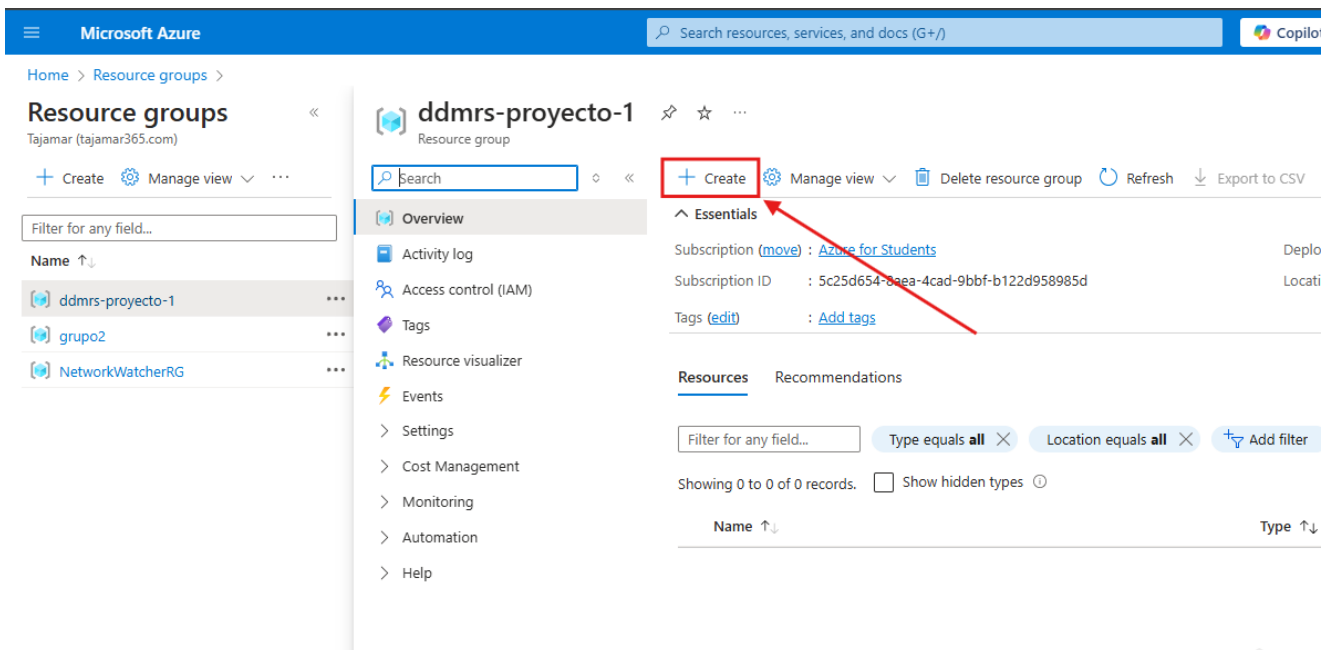 Microsoft Azure
Search resources, services, and docs (G+/)
Copilot
Home > Resource groups >
Resource groups
Tajamar (tajamar365.com)
Create
Manage view
Filter for any field...
Name
ddmrs-proyecto-1
grupo2
NetworkWatcherRG
ddmrs-proyecto-1
Resource group
Search
Overview
Activity log
Access control (IAM)
Tags
Resource visualizer
Events
Settings
Cost Management
Monitoring
Automation
Help
Create
Manage view
Delete resource group
Refresh
Export to CSV
Essentials
Subscription (move) : Azure for Students
Deplo
Subscription ID : 5c25d654-8aea-4cad-9bbf-b122d958985d
Locati
Tags (edit) : Add tags
Resources
Recommendations
Filter for any field...
Type equals all
Location equals all
Add filter
Showing 0 to 0 of 0 records.
Show hidden types
Name
Type